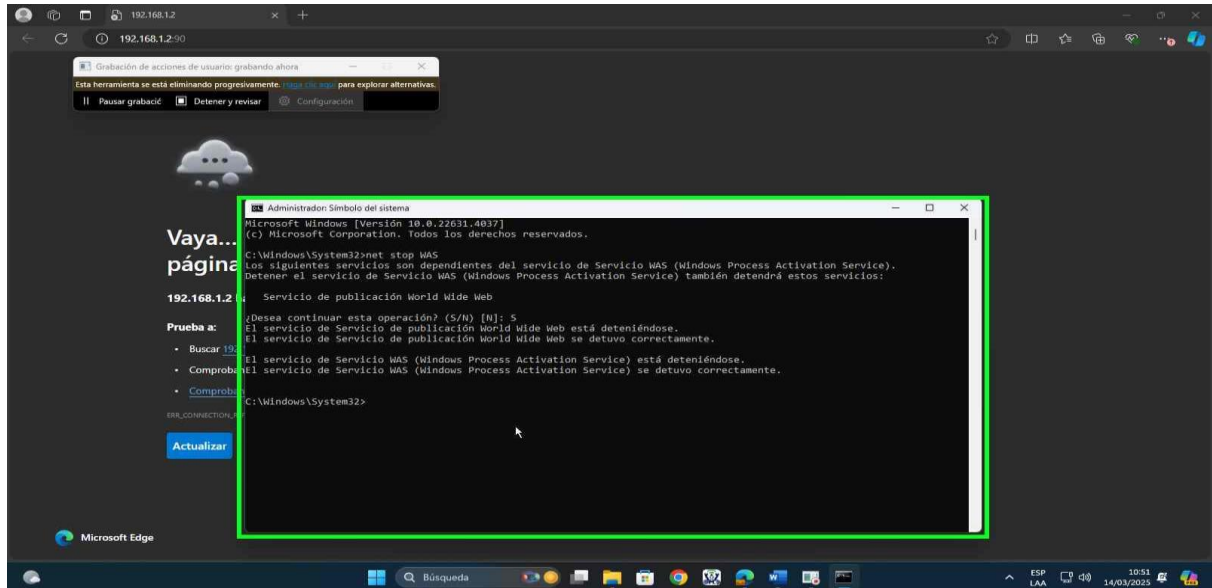 192.168.1.2
192.168.1.2:90
Grabación de acciones de usuario: grabando ahora
Esta herramienta se está eliminando progresivamente. Haga clic aquí para explorar alternativas.
Pausar grabació
Detener y revisar
Configuración
Vaya...
página
192.168.1.2
Prueba a:
Buscar 192
Comproba
Comproba
ERR_CONNECTION_
Actualizar
Microsoft Edge
Administrador: Símbolo del sistema
Microsoft Windows [Versión 10.0.22631.4037]
(c) Microsoft Corporation. Todos los derechos reservados.
C:\Windows\System32>net stop WAS
Los siguientes servicios son dependientes del servicio de Servicio WAS (Windows Process Activation Service).
Detener el servicio de Servicio WAS (Windows Process Activation Service) también detendrá estos servicios:
Servicio de publicación World Wide Web
¿Desea continuar esta operación? (S/N) [N]: S
El servicio de Servicio de publicación World Wide Web está deteniéndose.
El servicio de Servicio de publicación World Wide Web se detuvo correctamente.
El servicio de Servicio WAS (Windows Process Activation Service) está deteniéndose.
El servicio de Servicio WAS (Windows Process Activation Service) se detuvo correctamente.
C:\Windows\System32>
Búsqueda
ESP
LAA
10:51
14/03/2025